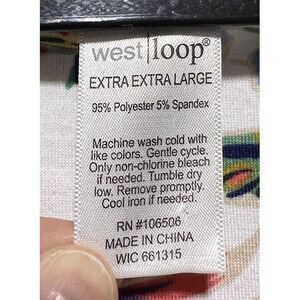 west|loop®
EXTRA EXTRA LARGE
95% Polyester 5% Spandex
Machine wash cold with
like colors. Gentle cycle.
Only non-chlorine bleach
if needed. Tumble dry
low. Remove promptly.
Cool iron if needed.
RN #106506
MADE IN CHINA
WIC 661315